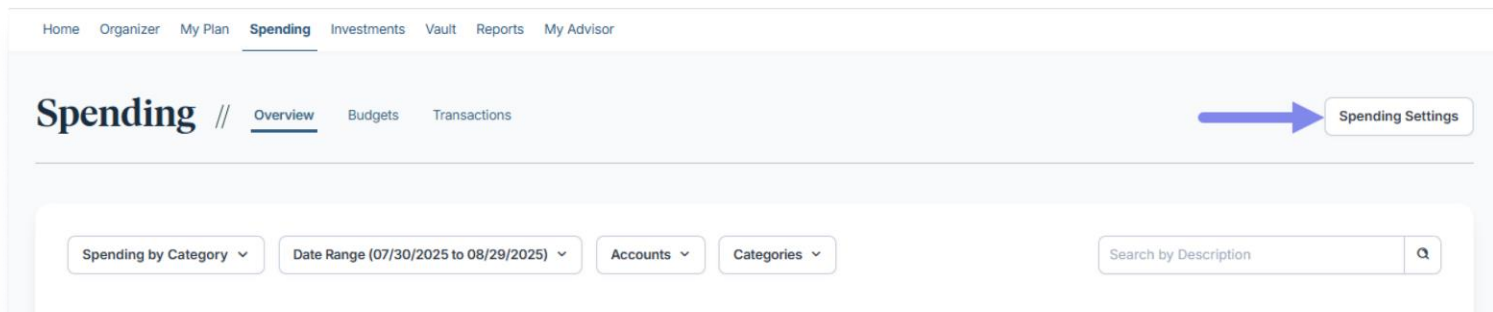 Home Organizer My Plan Spending Investments Vault Reports My Advisor
Spending // Overview Budgets Transactions Spending Settings
Spending by Category Date Range (07/30/2025 to 08/29/2025) Accounts Categories Search by Description